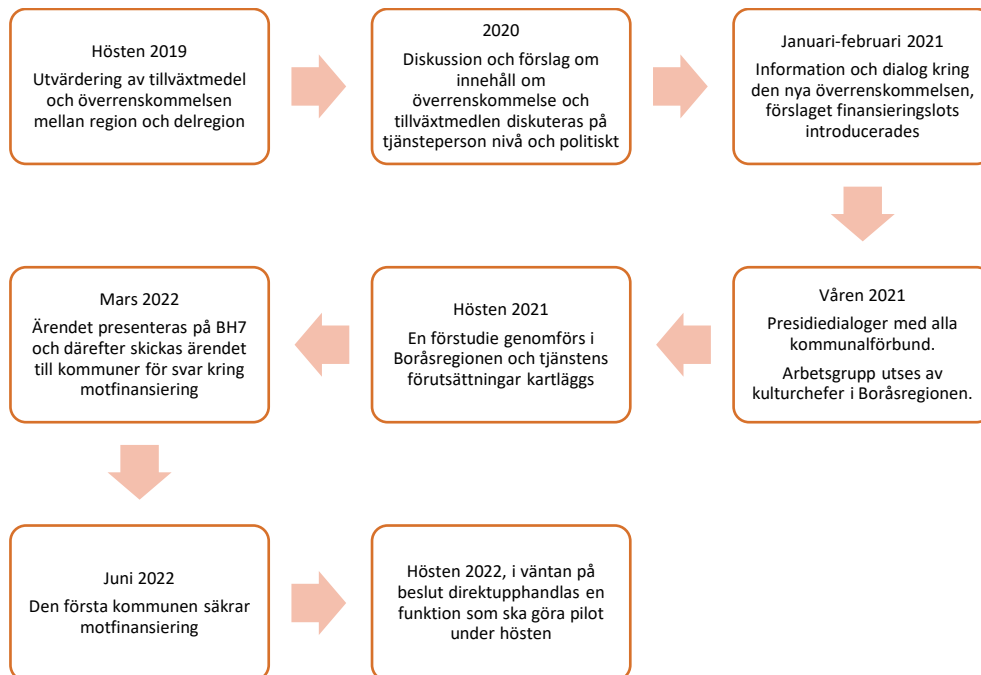 Hösten 2019
Utvärdering av tillväxtmedel
och överrenskommelsen
mellan region och delregion
2020
Diskussion och förslag om
innehåll om
överrenskommelse och
tillväxtmedlen diskuteras på
tjänsteperson nivå och politiskt
Januari-februari 2021
Information och dialog kring
den nya överrenskommelsen,
förslaget finansieringslots
introducerades
Våren 2021
Presidiedialoger med alla
kommunalförbund.
Arbetsgrupp utses av
kulturchefer i Boråsregionen.
Hösten 2021
En förstudie genomförs i
Boråsregionen och tjänstens
förutsättningar kartläggs
Mars 2022
Ärendet presenteras på BH7
och därefter skickas ärendet
till kommuner för svar kring
motfinansiering
Juni 2022
Den första kommunen säkrar
motfinansiering
Hösten 2022, i väntan på
beslut direktupphandlas en
funktion som ska göra pilot
under hösten